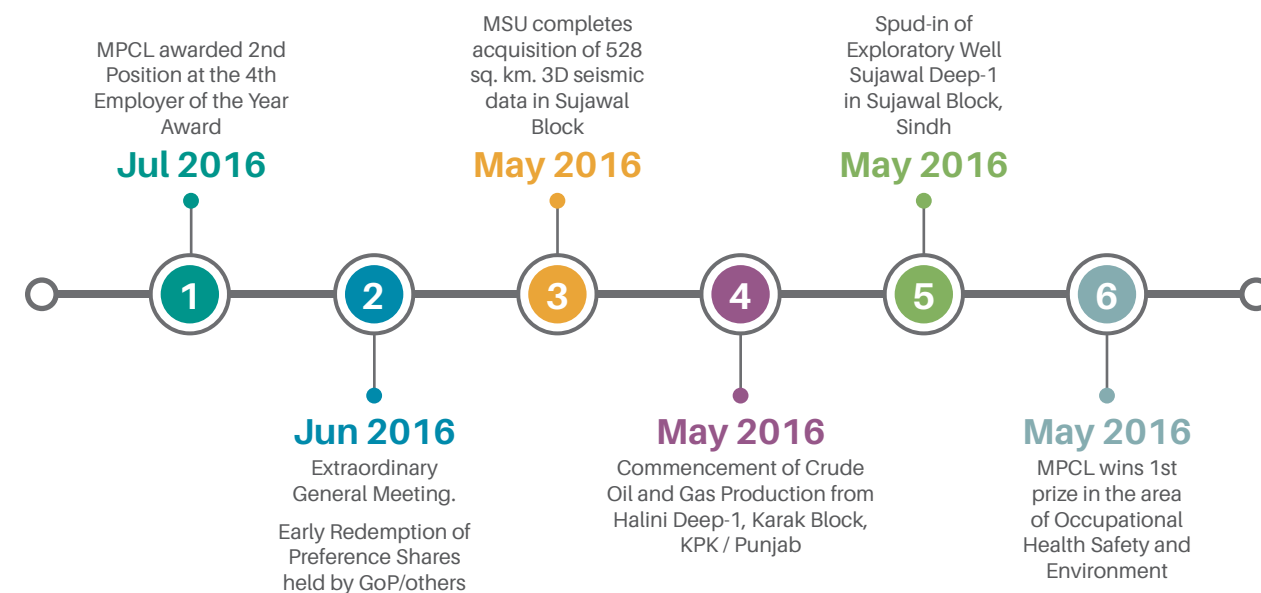 MPCL awarded 2nd
Position at the 4th
Employer of the Year
Award
Jul 2016
1
2
Jun 2016
Extraordinary
General Meeting.
Early Redemption of
Preference Shares
held by GoP/others
MSU completes
acquisition of 528
sq. km. 3D seismic
data in Sujawal
Block
May 2016
3
4
May 2016
Commencement of Crude
Oil and Gas Production from
Halini Deep-1, Karak Block,
KPK / Punjab
Spud-in of
Exploratory Well
Sujawal Deep-1
in Sujawal Block,
Sindh
May 2016
5
6
May 2016
MPCL wins 1st
prize in the area
of Occupational
Health Safety and
Environment